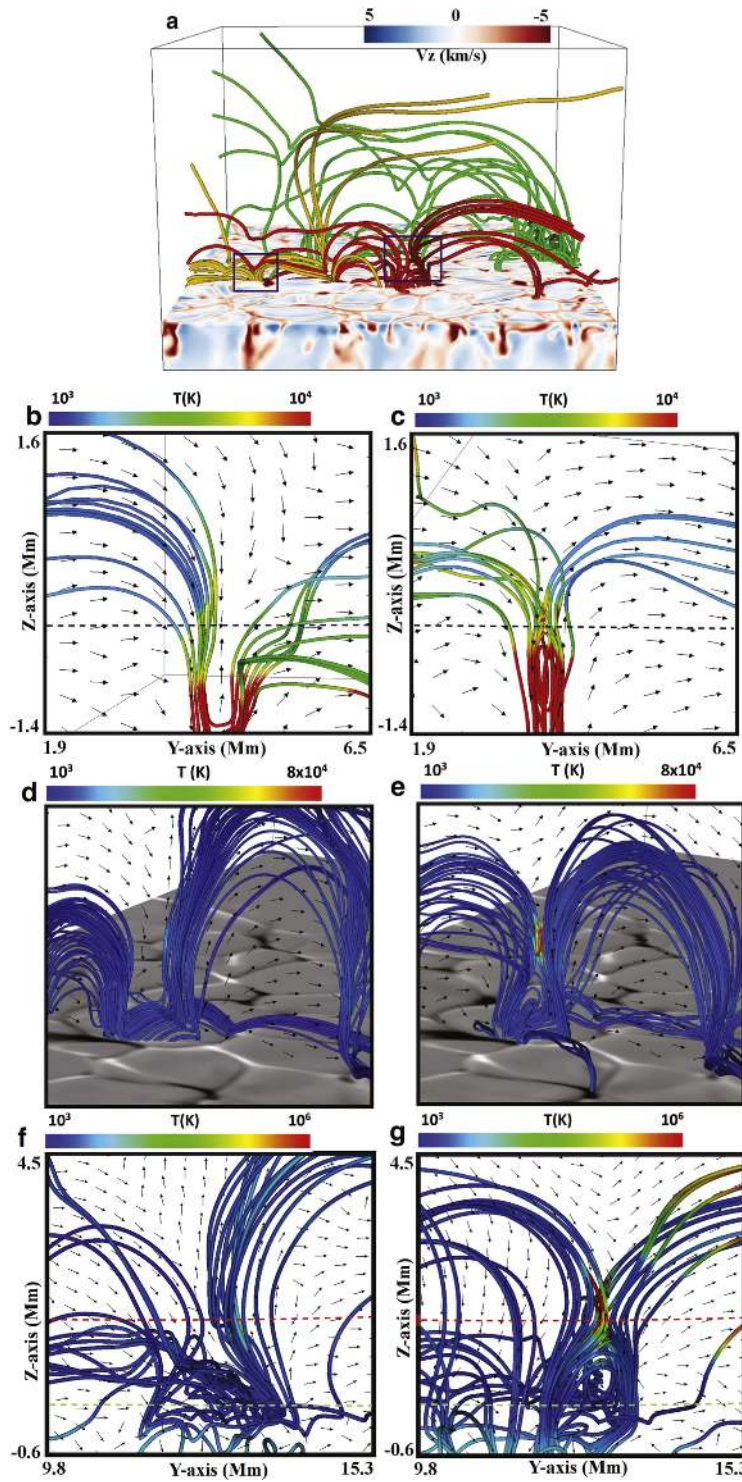 a
5 0 -5
Vz (km/s)
b
10³ T(K) 10⁴
1.6
Z-axis (Mm)
-1.4
1.9 Y-axis (Mm) 6.5
c
10³ T(K) 10⁴
1.6
Z-axis (Mm)
-1.4
1.9 Y-axis (Mm) 6.5
d
10³ T (K) 8x10⁴
e
10³ T (K) 8x10⁴
f
10³ T(K) 10⁶
4.5
Z-axis (Mm)
-0.6
9.8 Y-axis (Mm) 15.3
g
10³ T(K) 10⁶
4.5
Z-axis (Mm)
-0.6
9.8 Y-axis (Mm) 15.3